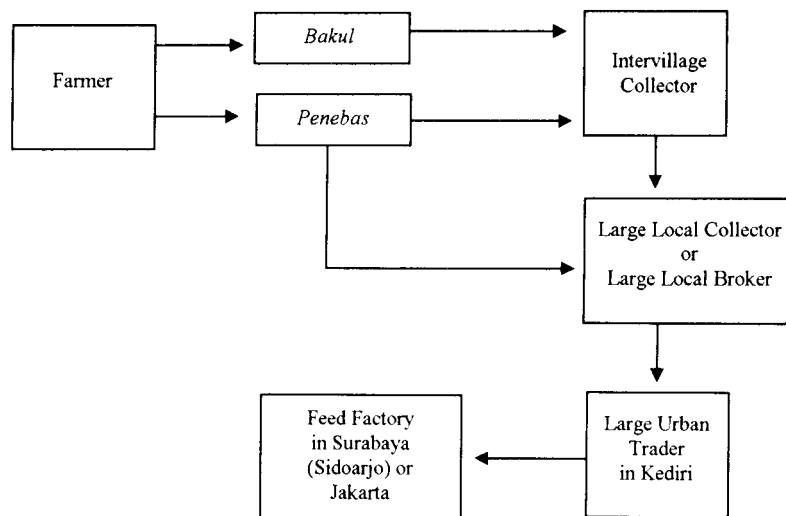 Bakul
Farmer
Intervillage
Collector
Penebas
Large Local Collector
or
Large Local Broker
Feed Factory
in Surabaya
(Sidoarjo) or
Jakarta
Large Urban
Trader
in Kediri